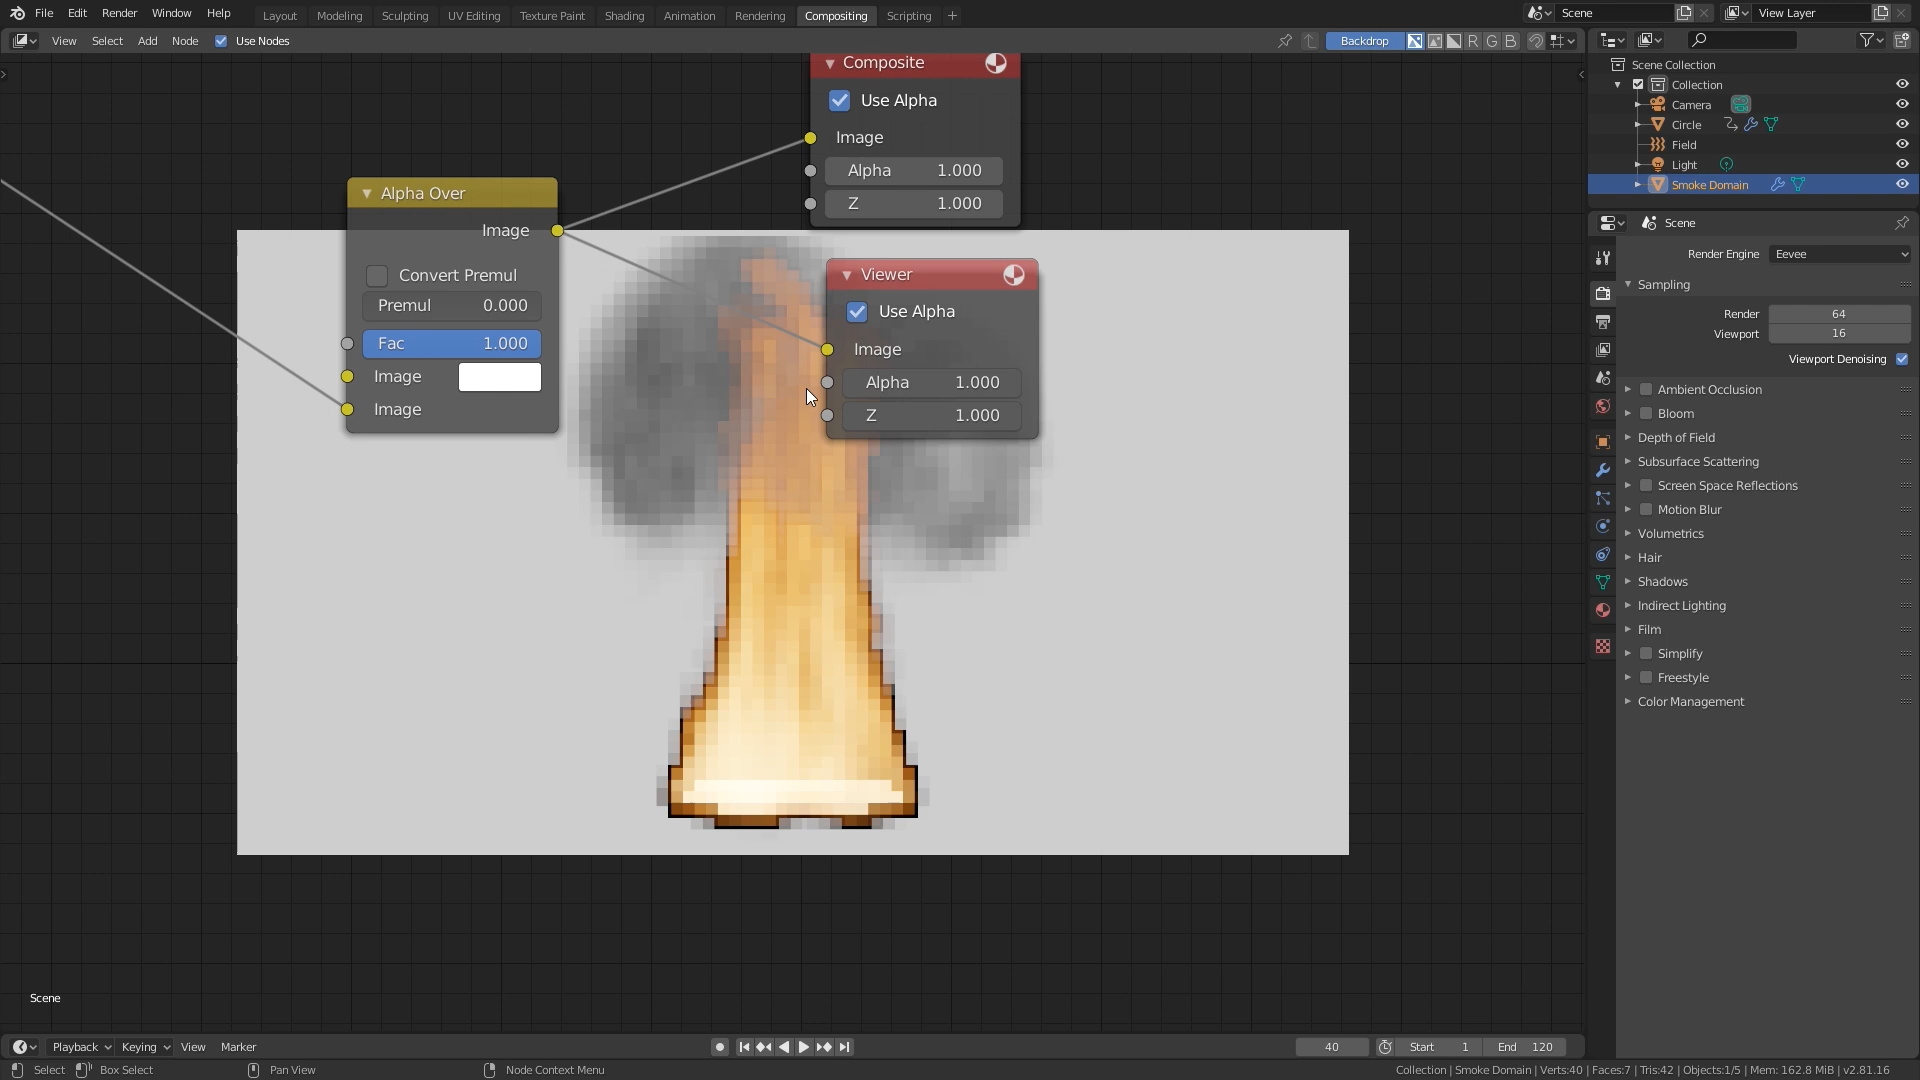 File Edit Render Window Help Layout Modeling Sculpting UV Editing Texture Paint Shading Animation Rendering Compositing Scripting + Scene View Layer
View Select Add Node Use Nodes Backdrop R G B
Composite
Use Alpha
Image
Alpha 1.000
Z 1.000
Alpha Over
Image
Convert Premul
Premul 0.000
Fac 1.000
Image
Image
Viewer
Use Alpha
Image
Alpha 1.000
Z 1.000
Scene
Scene Collection
Collection
Camera
Circle
Field
Light
Smoke Domain
Scene
Render Engine Eevee
Sampling
Render 64
Viewport 16
Viewport Denoising
Ambient Occlusion
Bloom
Depth of Field
Subsurface Scattering
Screen Space Reflections
Motion Blur
Volumetrics
Hair
Shadows
Indirect Lighting
Film
Simplify
Freestyle
Color Management
Playback Keying View Marker 40 Start 1 End 120
Select Box Select Pan View Node Context Menu Collection | Smoke Domain | Verts:40 | Faces:7 | Tris:42 | Objects:1/5 | Mem: 162.8 MiB | v2.81.16